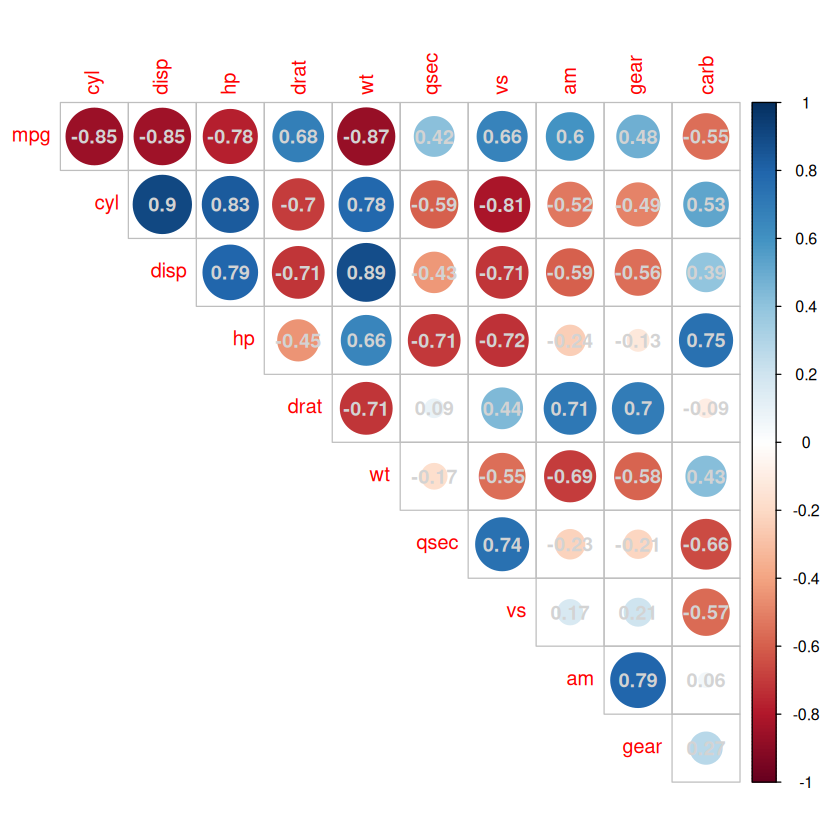 cyl disp hp drat wt qsec vs am gear carb
1
mpg -0.85 -0.85 -0.78 0.68 -0.87 0.42 0.66 0.6 0.48 -0.55
0.8
cyl 0.9 0.83 -0.7 0.78 -0.59 -0.81 -0.52 -0.49 0.53
0.6
disp 0.79 -0.71 0.89 -0.43 -0.71 -0.59 -0.56 0.39
0.4
hp -0.45 0.66 -0.71 -0.72 -0.24 -0.13 0.75
0.2
drat -0.71 0.09 0.44 0.71 0.7 -0.09
0
wt -0.17 -0.55 -0.69 -0.58 0.43
-0.2
qsec 0.74 -0.23 -0.21 -0.66
-0.4
vs 0.17 0.21 -0.57
-0.6
am 0.79 0.06
-0.8
gear 0.27
-1